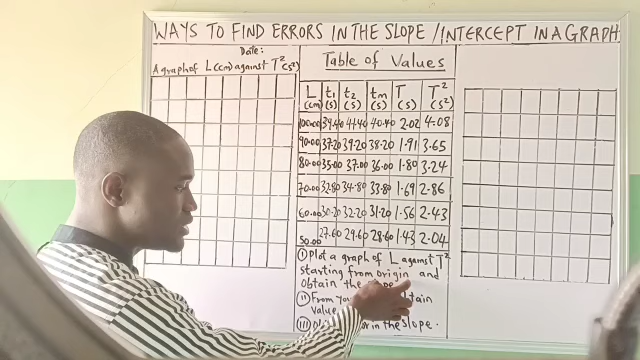 WAYS TO FIND ERRORS IN THE SLOPE/INTERCEPT IN A GRAPH
Date:
A graph of L(cm) against T²(s²)
Table of Values
L (cm) t₁ (s) t₂ (s) tm (s) T (s) T² (s²)
100.00 39.40 41.40 40.40 2.02 4.08
90.00 37.20 39.20 38.20 1.91 3.65
80.00 35.00 37.00 36.00 1.80 3.24
70.00 32.80 34.80 33.80 1.69 2.86
60.00 30.20 32.20 31.20 1.56 2.43
50.00 27.60 29.60 28.60 1.43 2.04
(i) Plot a graph of L against T²
starting from origin and
obtain the slope
(ii) From
value
(iii) in the slope.